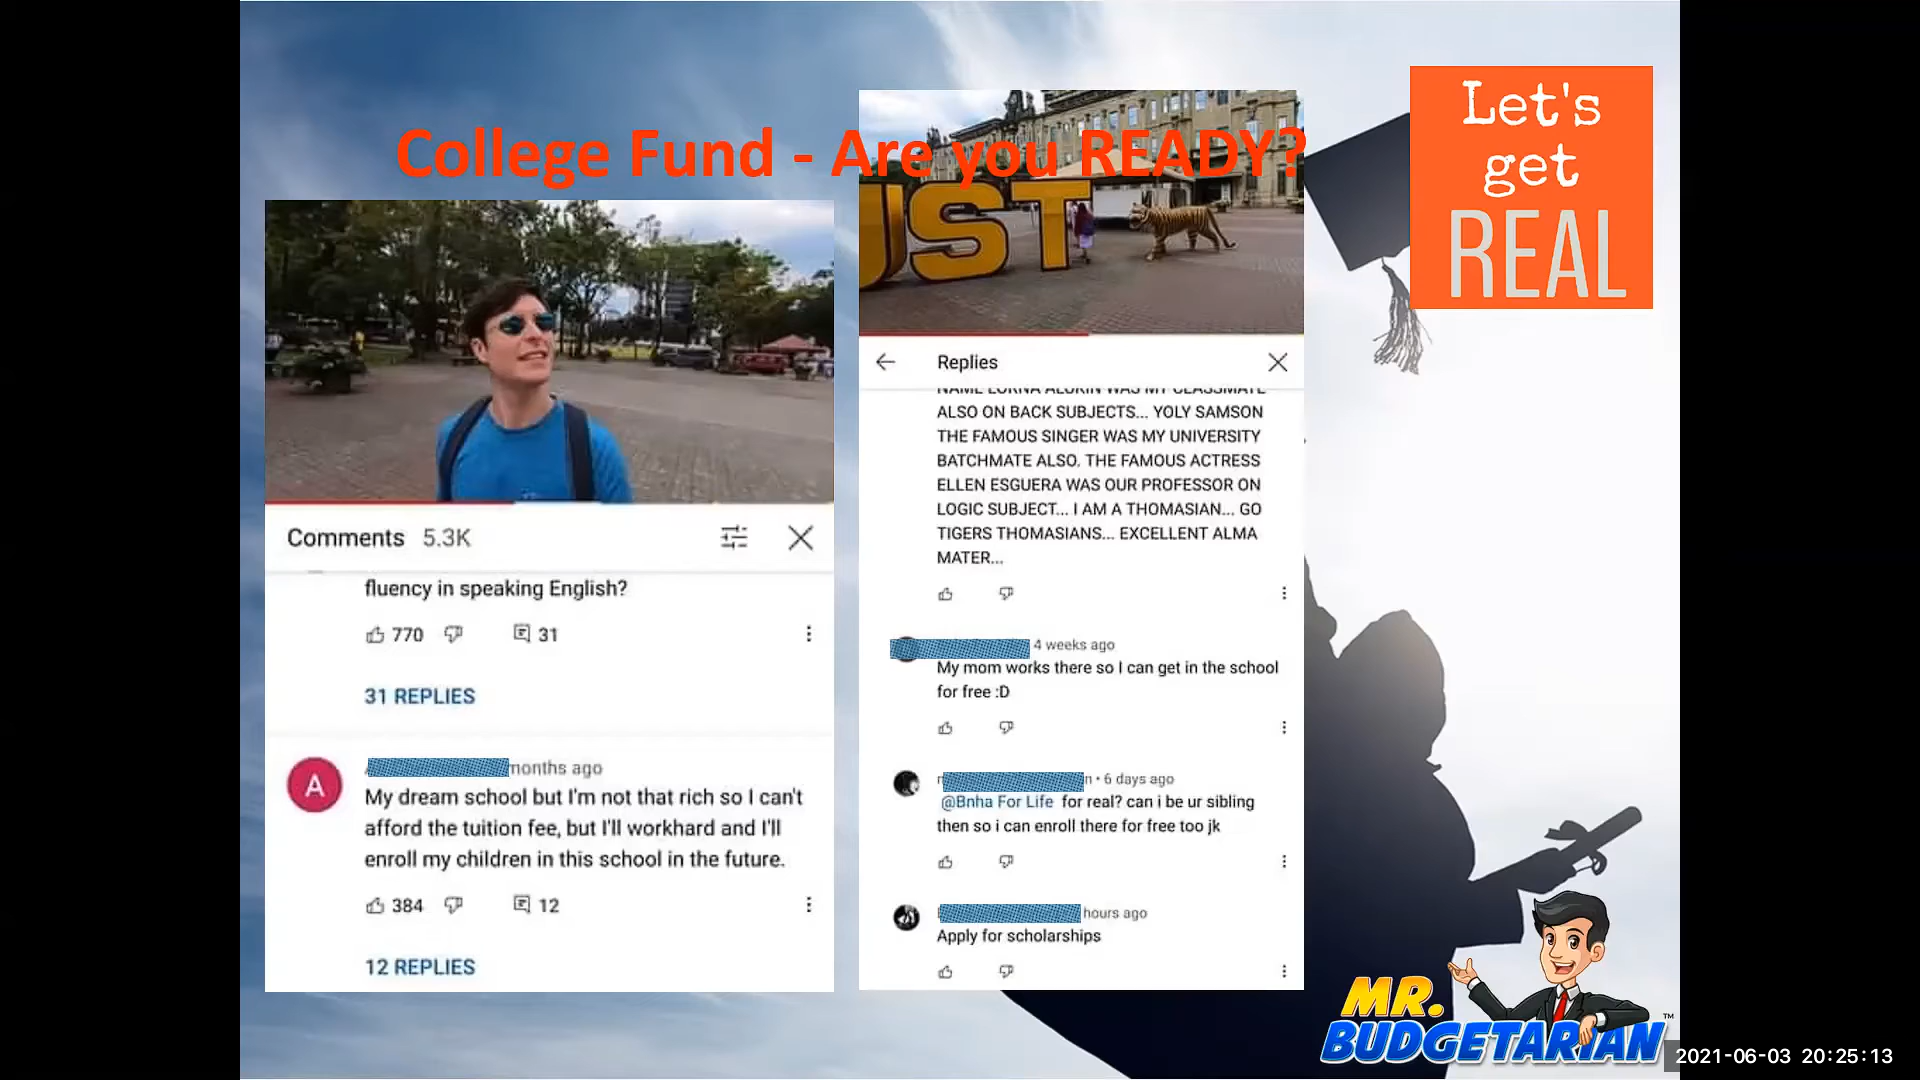 College Fund - Are you READY?
Let's
get
REAL
UST
Comments 5.3K
fluency in speaking English?
770 31
31 REPLIES
A
months ago
My dream school but I'm not that rich so I can't
afford the tuition fee, but I'll workhard and I'll
enroll my children in this school in the future.
384 12
12 REPLIES
Replies
ALSO ON BACK SUBJECTS... YOLY SAMSON
THE FAMOUS SINGER WAS MY UNIVERSITY
BATCHMATE ALSO. THE FAMOUS ACTRESS
ELLEN ESGUERA WAS OUR PROFESSOR ON
LOGIC SUBJECT... I AM A THOMASIAN... GO
TIGERS THOMASIANS... EXCELLENT ALMA
MATER...
4 weeks ago
My mom works there so I can get in the school
for free :D
n • 6 days ago
@Bnha For Life for real? can i be ur sibling
then so i can enroll there for free too jk
hours ago
Apply for scholarships
MR.
BUDGETARIAN
TM
2021-06-03 20:25:13